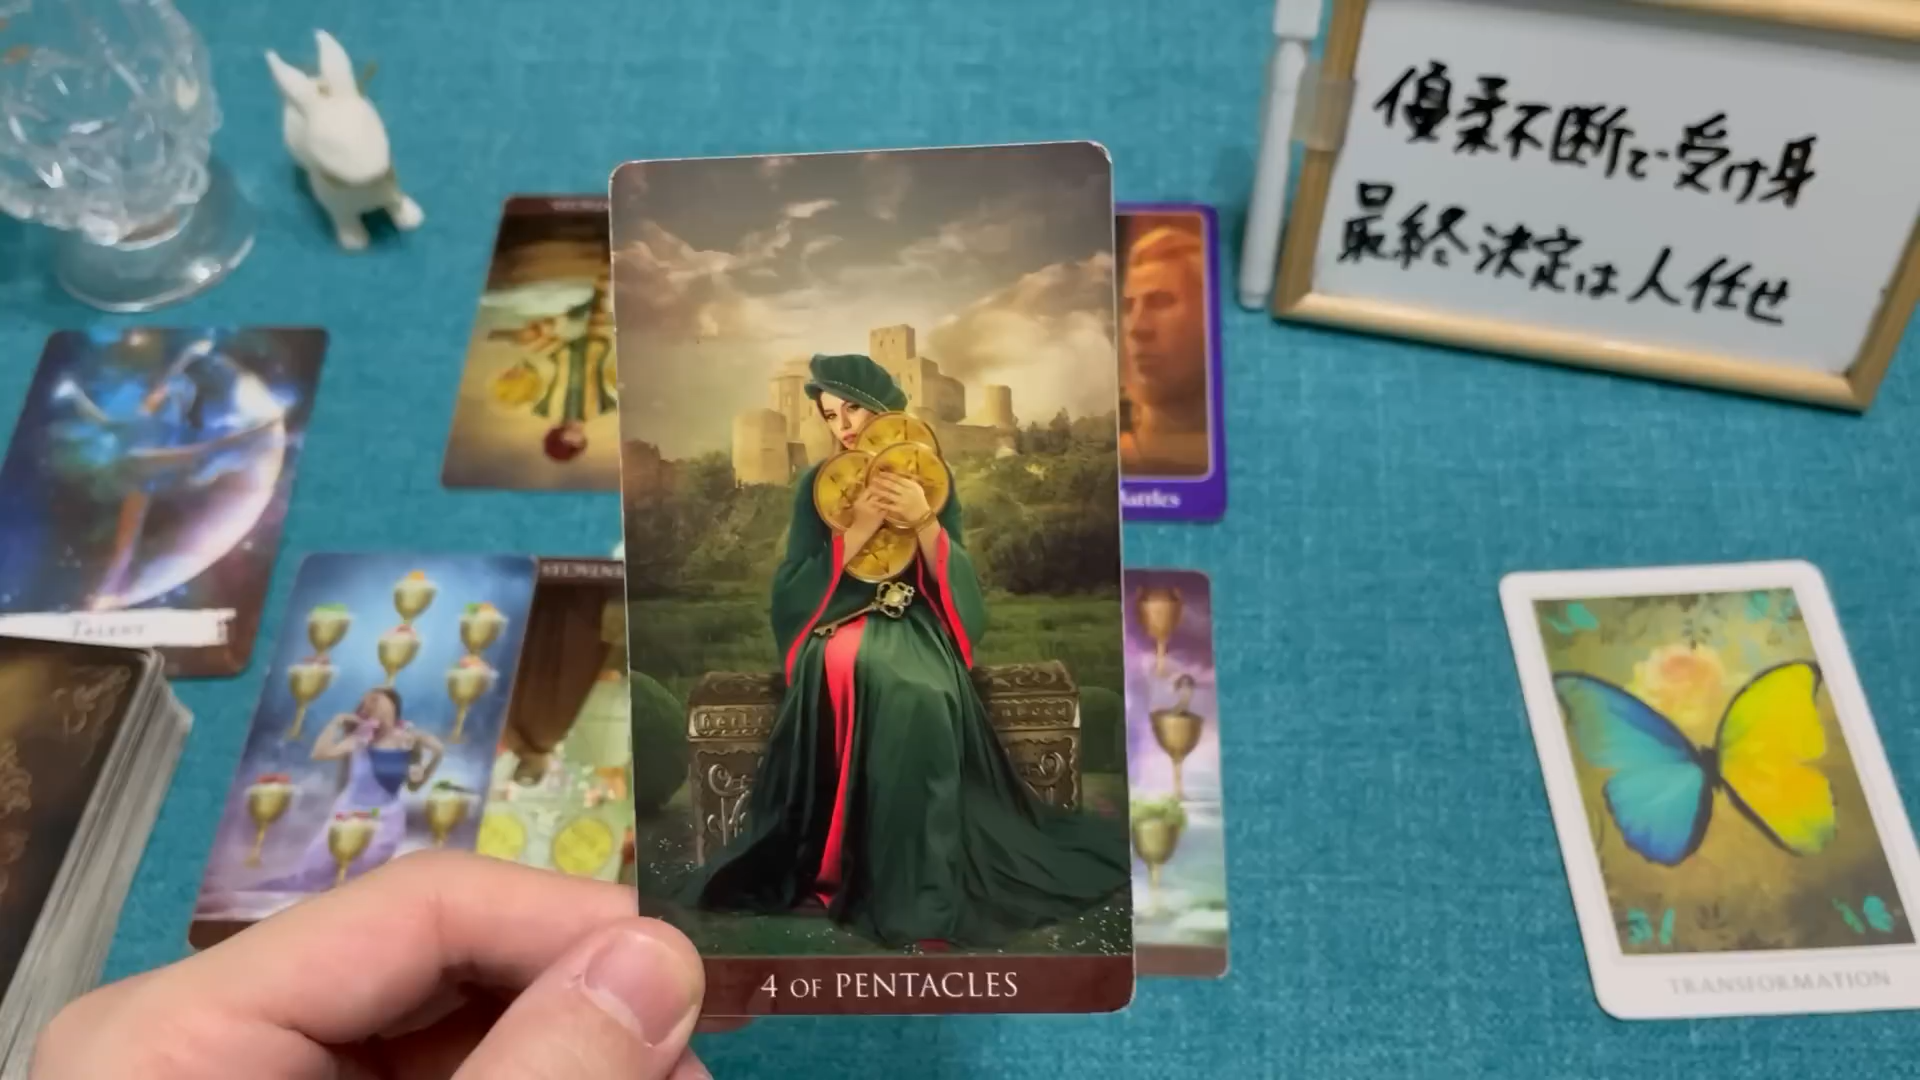 優柔不断で受け身
最終決定は人任せ
Battles
TALENT
4 OF PENTACLES
TRANSFORMATION